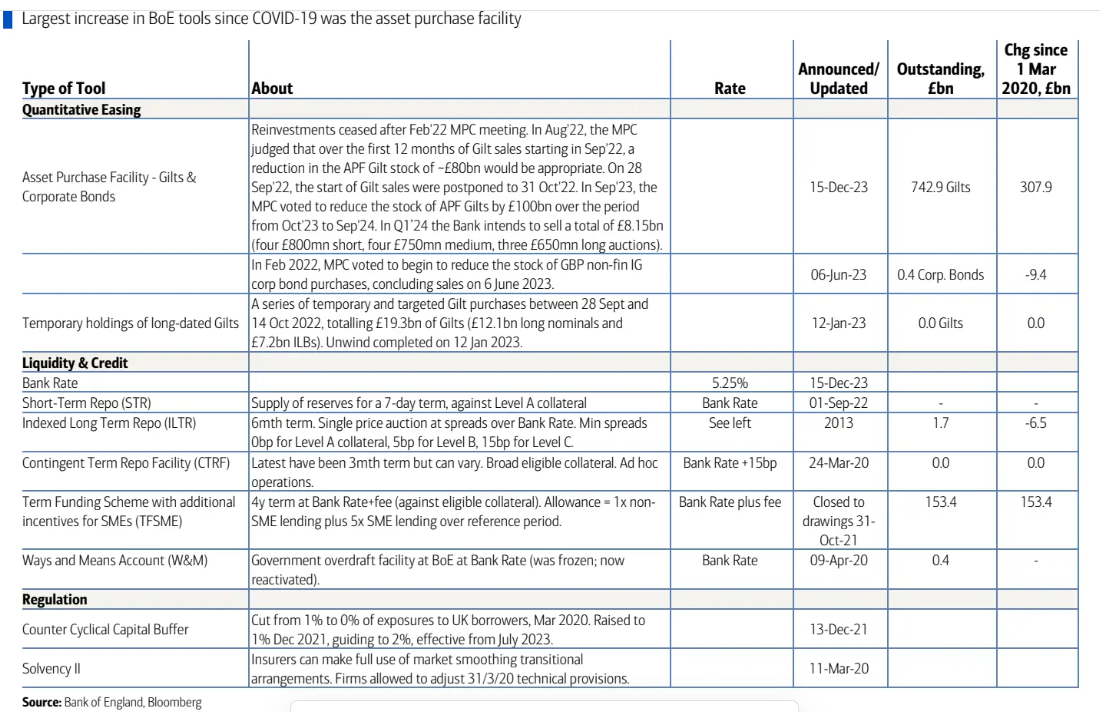 Largest increase in BoE tools since COVID-19 was the asset purchase facility
Chg since
Announced/ Outstanding, 1 Mar
Type of Tool About Rate Updated £bn 2020, £bn
Quantitative Easing
Reinvestments ceased after Feb'22 MPC meeting. In Aug'22, the MPC
judged that over the first 12 months of Gilt sales starting in Sep'22, a
reduction in the APF Gilt stock of ~£80bn would be appropriate. On 28
Asset Purchase Facility - Gilts & Sep'22, the start of Gilt sales were postponed to 31 Oct'22. In Sep'23, the 15-Dec-23 742.9 Gilts 307.9
Corporate Bonds MPC voted to reduce the stock of APF Gilts by £100bn over the period
from Oct'23 to Sep'24. In Q1'24 the Bank intends to sell a total of £8.15bn
(four £800mn short, four £750mn medium, three £650mn long auctions).
In Feb 2022, MPC voted to begin to reduce the stock of GBP non-fin IG
corp bond purchases, concluding sales on 6 June 2023. 06-Jun-23 0.4 Corp. Bonds -9.4
A series of temporary and targeted Gilt purchases between 28 Sept and
Temporary holdings of long-dated Gilts 14 Oct 2022, totalling £19.3bn of Gilts (£12.1bn long nominals and 12-Jan-23 0.0 Gilts 0.0
£7.2bn ILBs). Unwind completed on 12 Jan 2023.
Liquidity & Credit
Bank Rate 5.25% 15-Dec-23
Short-Term Repo (STR) Supply of reserves for a 7-day term, against Level A collateral Bank Rate 01-Sep-22 - -
Indexed Long Term Repo (ILTR) 6mth term. Single price auction at spreads over Bank Rate. Min spreads See left 2013 1.7 -6.5
0bp for Level A collateral, 5bp for Level B, 15bp for Level C.
Contingent Term Repo Facility (CTRF) Latest have been 3mth term but can vary. Broad eligible collateral. Ad hoc Bank Rate +15bp 24-Mar-20 0.0 0.0
operations.
Term Funding Scheme with additional 4y term at Bank Rate+fee (against eligible collateral). Allowance = 1x non- Bank Rate plus fee Closed to 153.4 153.4
incentives for SMEs (TFSME) SME lending plus 5x SME lending over reference period. drawings 31-
Oct-21
Ways and Means Account (W&M) Government overdraft facility at BoE at Bank Rate (was frozen; now Bank Rate 09-Apr-20 0.4 -
reactivated).
Regulation
Counter Cyclical Capital Buffer Cut from 1% to 0% of exposures to UK borrowers, Mar 2020. Raised to 13-Dec-21
1% Dec 2021, guiding to 2%, effective from July 2023.
Solvency II Insurers can make full use of market smoothing transitional 11-Mar-20
arrangements. Firms allowed to adjust 31/3/20 technical provisions.
Source: Bank of England, Bloomberg